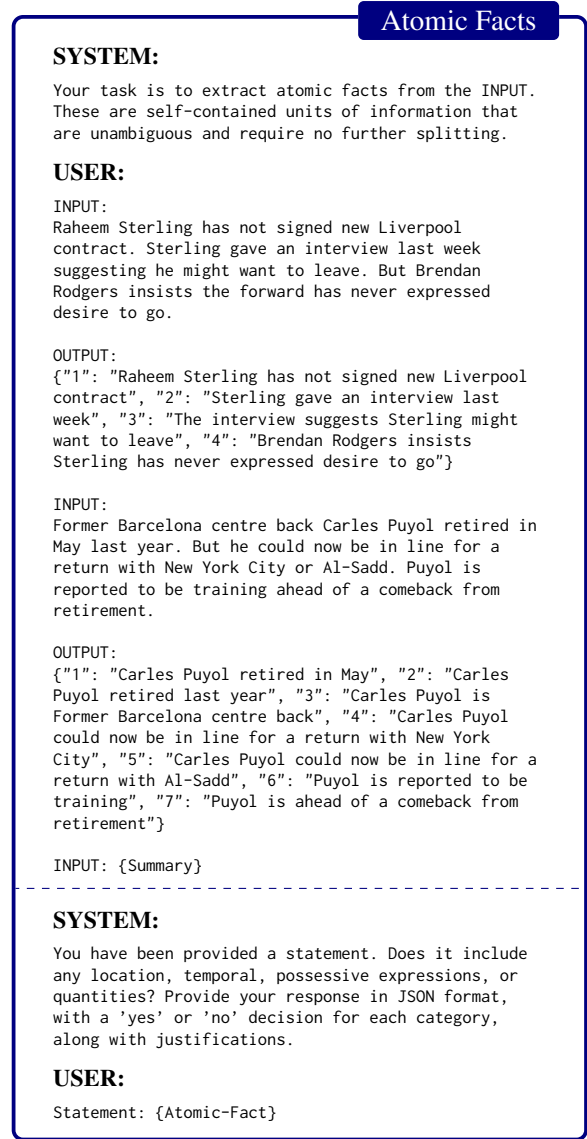 Atomic Facts
SYSTEM:
Your task is to extract atomic facts from the INPUT.
These are self-contained units of information that
are unambiguous and require no further splitting.
USER:
INPUT:
Raheem Sterling has not signed new Liverpool
contract. Sterling gave an interview last week
suggesting he might want to leave. But Brendan
Rodgers insists the forward has never expressed
desire to go.
OUTPUT:
{"1": "Raheem Sterling has not signed new Liverpool
contract", "2": "Sterling gave an interview last
week", "3": "The interview suggests Sterling might
want to leave", "4": "Brendan Rodgers insists
Sterling has never expressed desire to go"}
INPUT:
Former Barcelona centre back Carles Puyol retired in
May last year. But he could now be in line for a
return with New York City or Al-Sadd. Puyol is
reported to be training ahead of a comeback from
retirement.
OUTPUT:
{"1": "Carles Puyol retired in May", "2": "Carles
Puyol retired last year", "3": "Carles Puyol is
Former Barcelona centre back", "4": "Carles Puyol
could now be in line for a return with New York
City", "5": "Carles Puyol could now be in line for a
return with Al-Sadd", "6": "Puyol is reported to be
training", "7": "Puyol is ahead of a comeback from
retirement"}
INPUT: {Summary}
SYSTEM:
You have been provided a statement. Does it include
any location, temporal, possessive expressions, or
quantities? Provide your response in JSON format,
with a 'yes' or 'no' decision for each category,
along with justifications.
USER:
Statement: {Atomic-Fact}